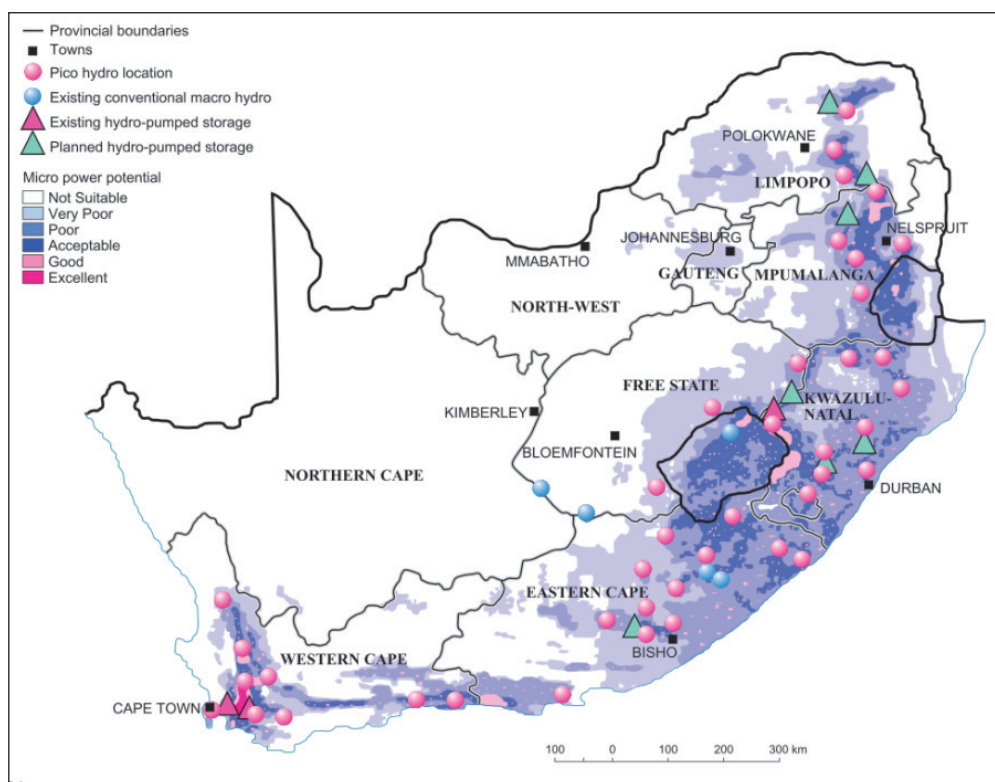 Provincial boundaries
Towns
Pico hydro location
Existing conventional macro hydro
Existing hydro-pumped storage
Planned hydro-pumped storage
Micro power potential
Not Suitable
Very Poor
Poor
Acceptable
Good
Excellent
POLOKWANE
LIMPOPO
NELSPRUIT
JOHANNESBURG
MMABATHO
GAUTENG
MPUMALANGA
NORTH-WEST
FREE STATE
KWAZULU-
NATAL
KIMBERLEY
BLOEMFONTEIN
NORTHERN CAPE
DURBAN
EASTERN CAPE
BISHO
WESTERN CAPE
CAPE TOWN
100 0 100 200 300 km